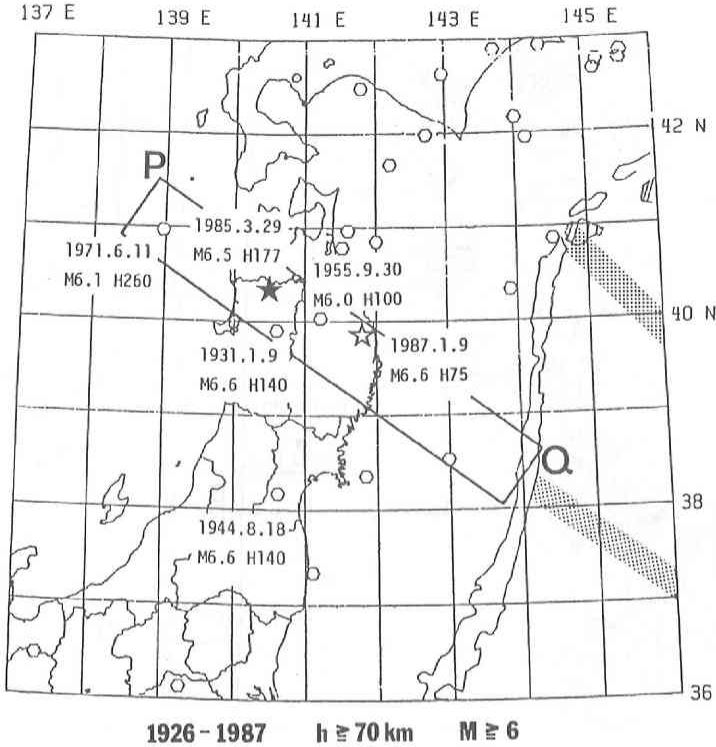 137 E 139 E 141 E 143 E 145 E
42 N
P
1985.3.29
M6.5 H177
1971.6.11
M6.1 H260
1955.9.30
M6.0 H100
40 N
1987.1.9
M6.6 H75
1931.1.9
M6.6 H140
Q
38
1944.8.18
M6.6 H140
36
1926-1987 h≧70km M≧6